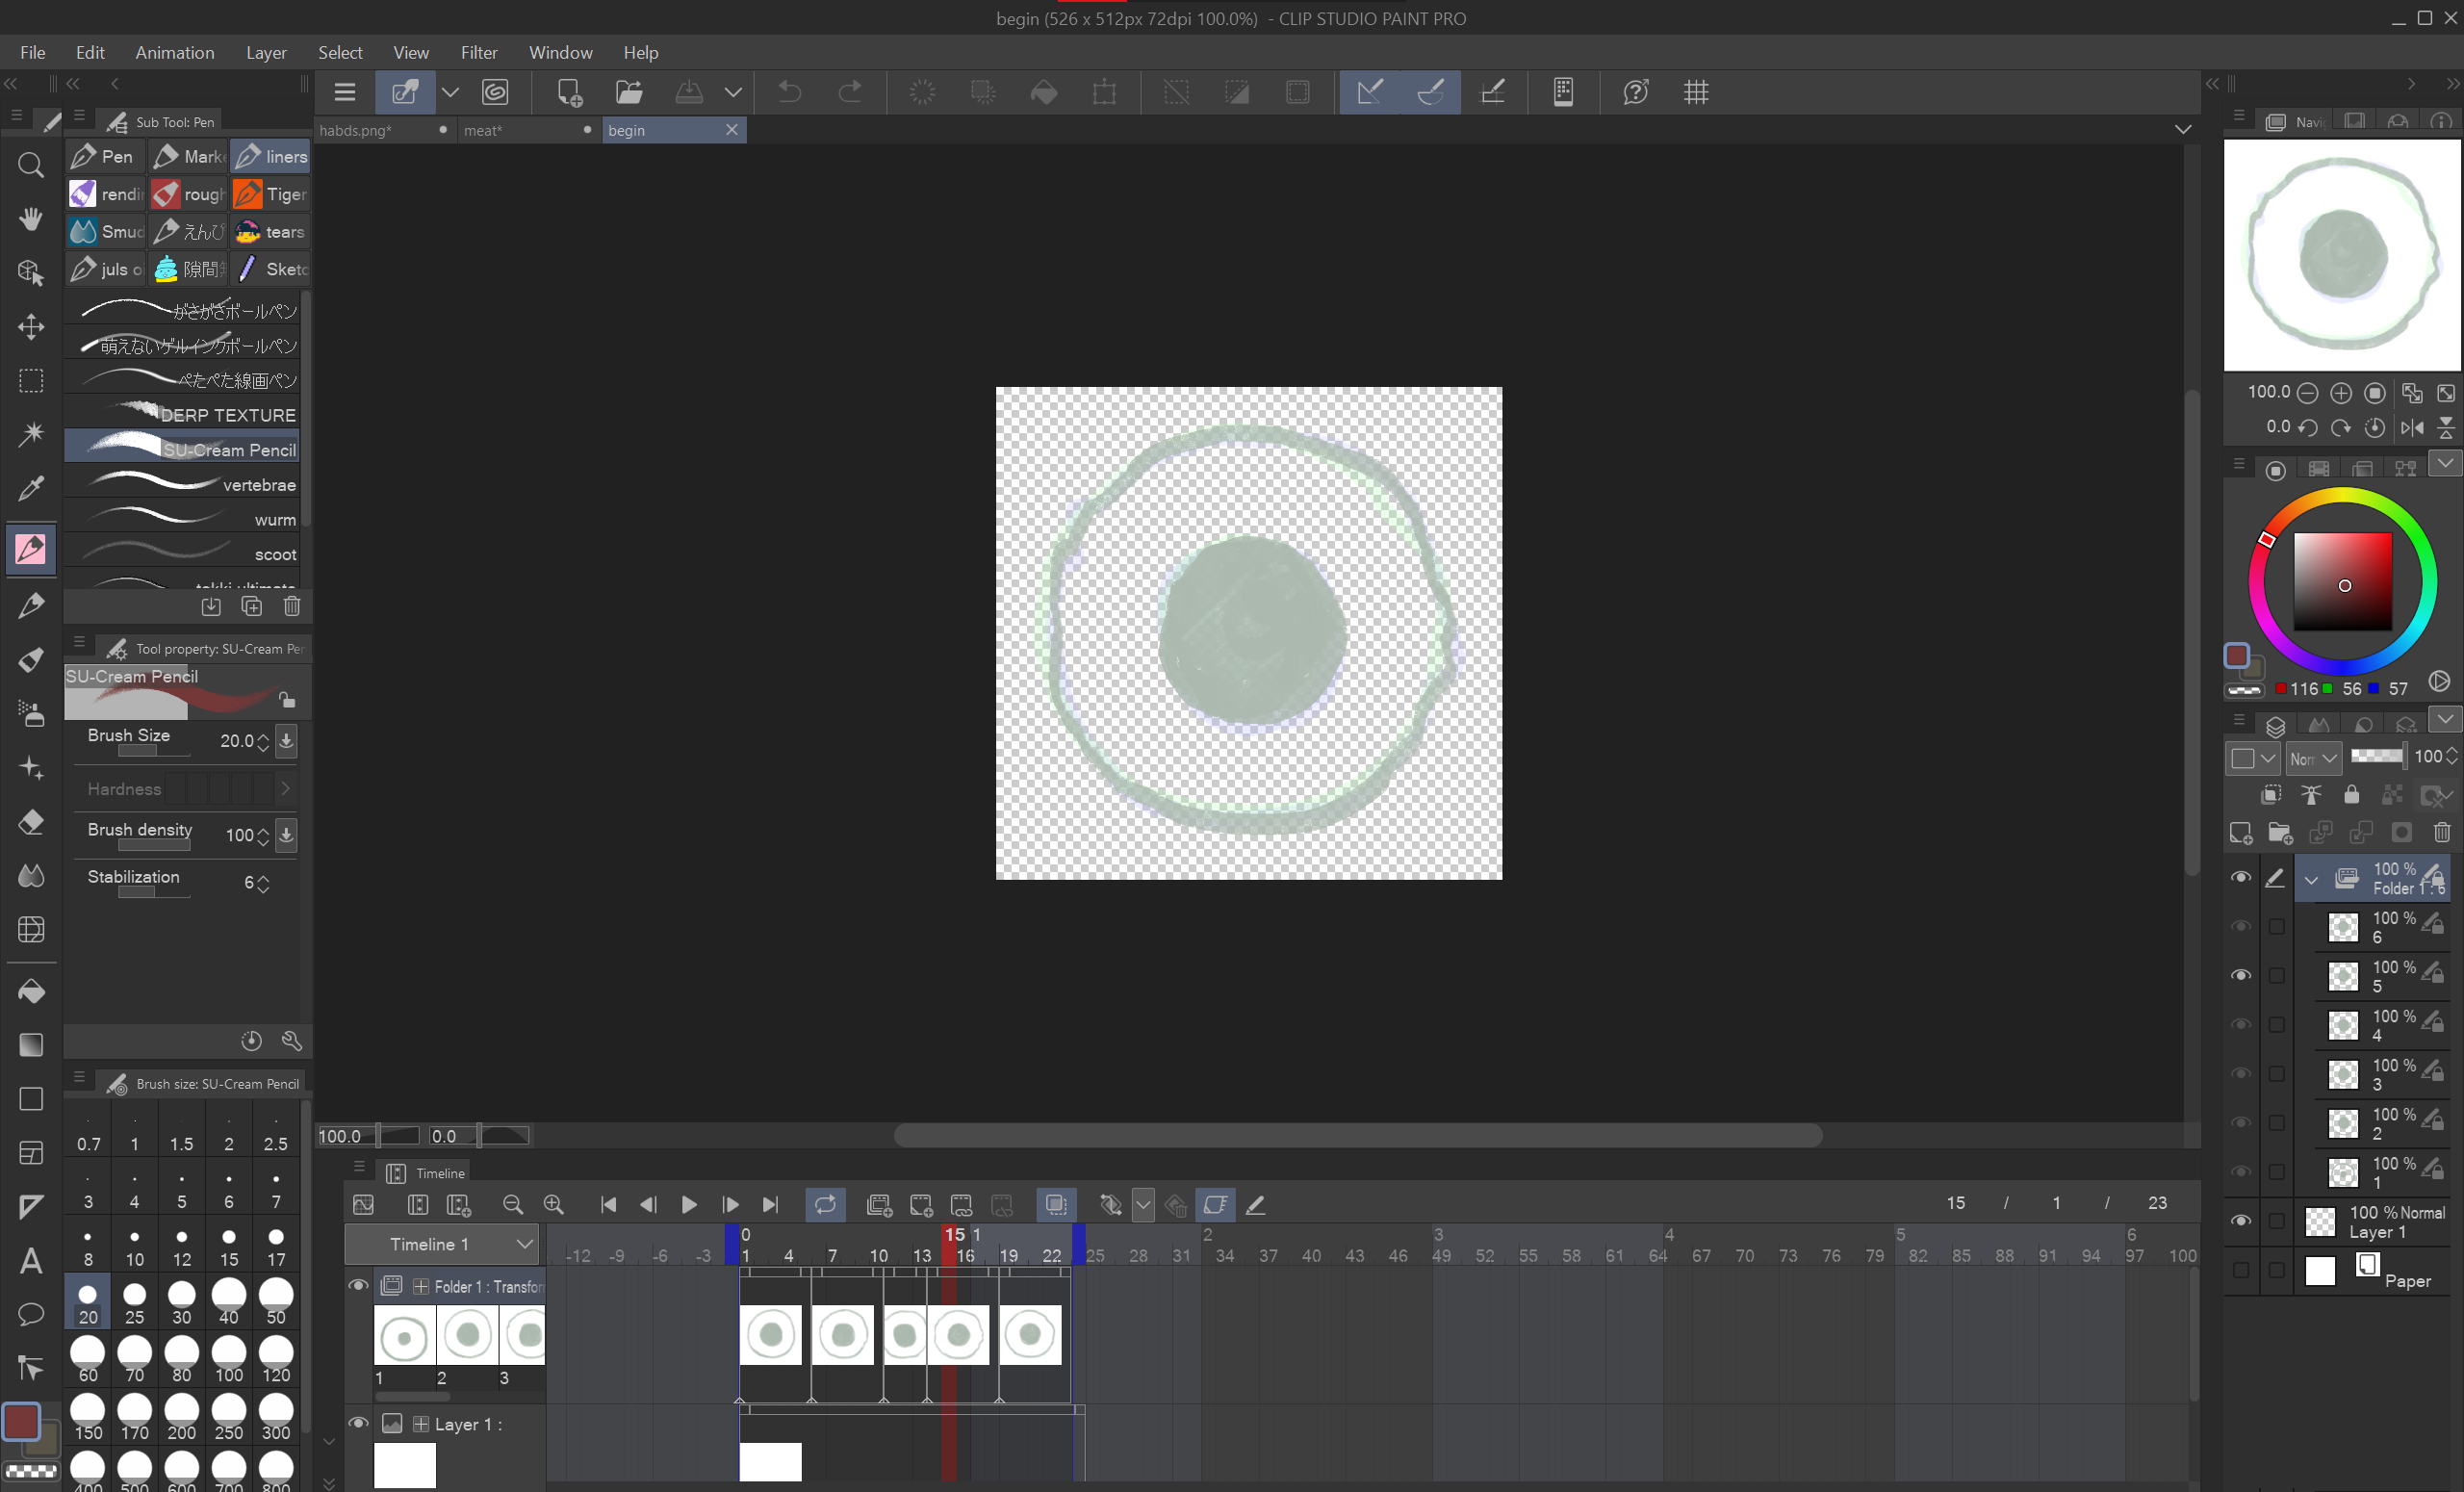 begin (526 x 512px 72dpi 100.0%) - CLIP STUDIO PAINT PRO
File Edit Animation Layer Select View Filter Window Help
Sub Tool: Pen
habds.png* meat* begin
Navi
Pen Mark liners
rendi rough Tiger
Smud えんぴ tears
juls o 隙間 Sketc
がさがさボールペン
萌えないゲルインクボールペン
ぺたぺた線画ペン
DERP TEXTURE
SU-Cream Pencil
vertebrae
wurm
scoot
tokki ultimate
Tool property: SU-Cream Per
SU-Cream Pencil
Brush Size 20.0
Hardness
Brush density 100
Stabilization 6
Brush size: SU-Cream Pencil
0.7 1 1.5 2 2.5
3 4 5 6 7
8 10 12 15 17
20 25 30 40 50
60 70 80 100 120
150 170 200 250 300
400 500 600 700 800
100.0
0.0
116 56 57
Norr 100
100 %
Folder 1 : 6
100 %
6
100 %
5
100 %
4
100 %
3
100 %
2
100 %
1
100 % Normal
Layer 1
Paper
100.0 0.0
Timeline
15 / 1 / 23
Timeline 1
0 15 1 2 3 4 5 6
-12 -9 -6 -3 1 4 7 10 13 16 19 22 25 28 31 34 37 40 43 46 49 52 55 58 61 64 67 70 73 76 79 82 85 88 91 94 97 100
Folder 1 : Transfor
1 2 3
Layer 1 :